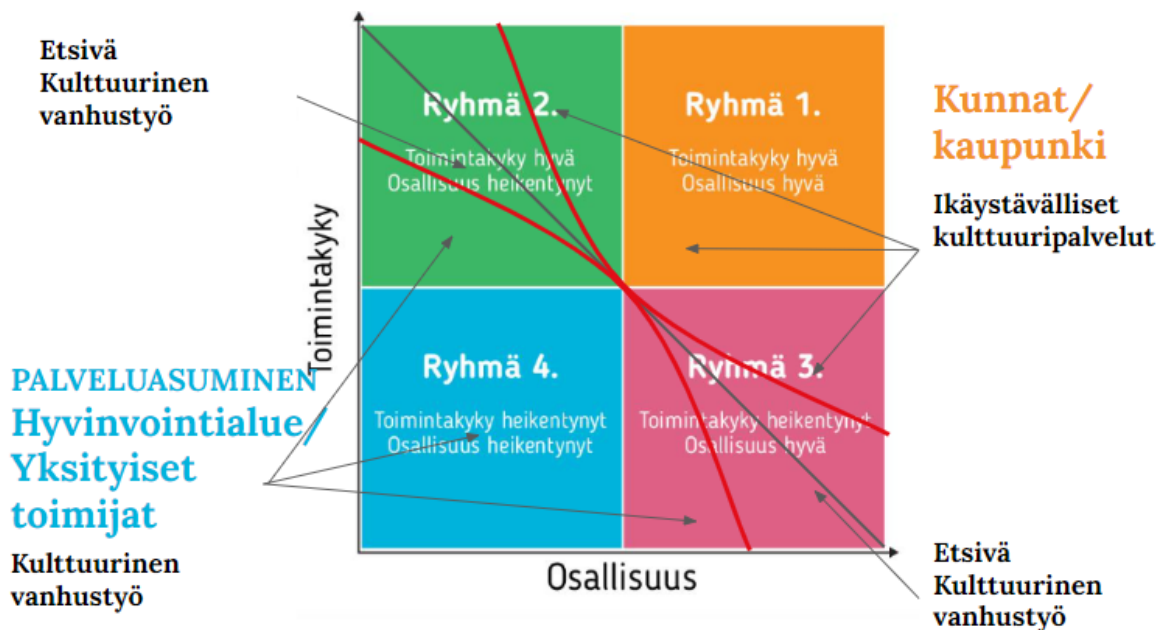 Etsivä
Kulttuurinen
vanhustyö
Ryhmä 2.
Toimintakyky hyvä
Osallisuus heikentynyt
Ryhmä 1.
Toimintakyky hyvä
Osallisuus hyvä
Kunnat/
kaupunki
Ikäystävälliset
kulttuuripalvelut
Toimintakyky
PALVELUASUMINEN
Hyvinvointialue/
Yksityiset
toimijat
Kulttuurinen
vanhustyö
Ryhmä 4.
Toimintakyky heikentynyt
Osallisuus heikentynyt
Ryhmä 3.
Toimintakyky heikentynyt
Osallisuus hyvä
Osallisuus
Etsivä
Kulttuurinen
vanhustyö